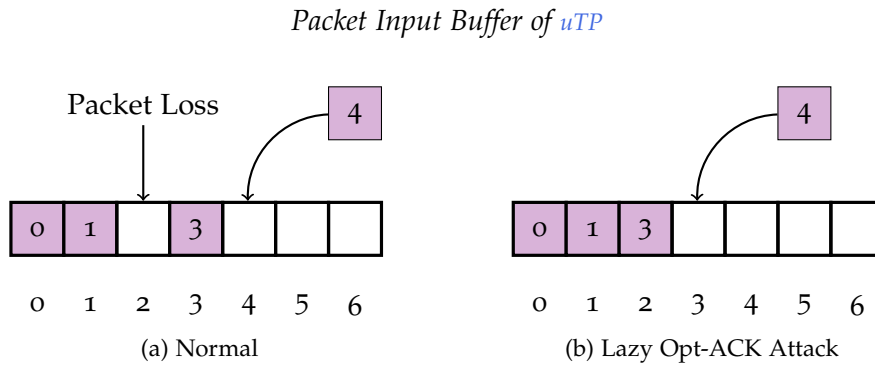 Packet Input Buffer of uTP
Packet Loss
4
0 1 3
0 1 2 3 4 5 6
(a) Normal
4
0 1 3
0 1 2 3 4 5 6
(b) Lazy Opt-ACK Attack